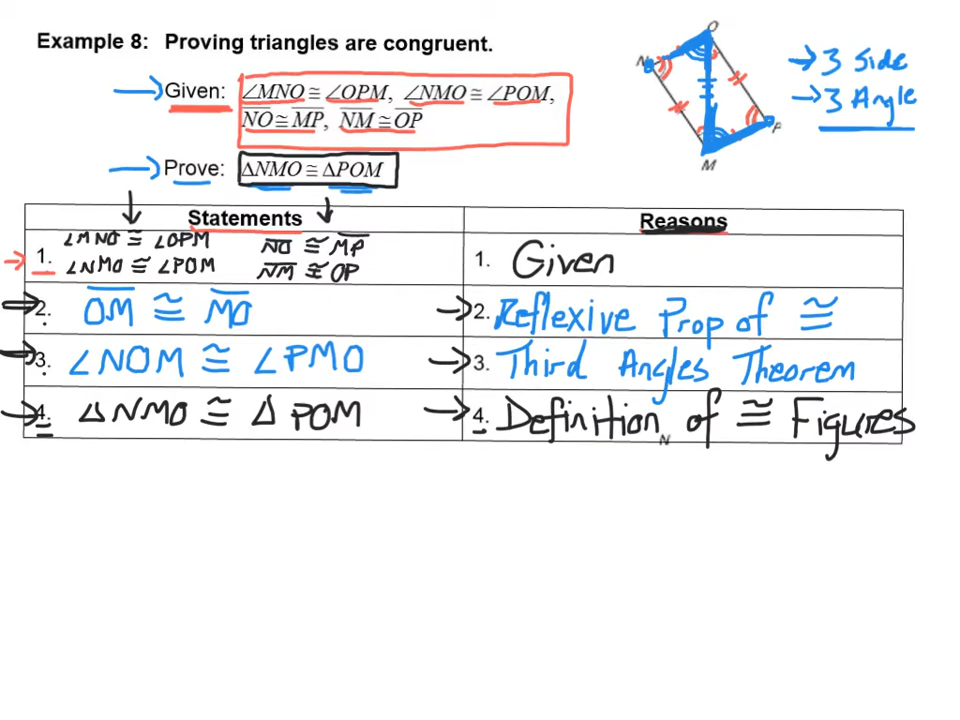 Example 8: Proving triangles are congruent.
Given: ∠MNO ≅ ∠OPM, ∠NMO ≅ ∠POM,
NO ≅ MP, NM ≅ OP
Prove: ΔNMO ≅ ΔPOM
O
N
P
M
→ 3 Side
→ 3 Angle
Statements Reasons
1. ∠MNO ≅ ∠OPM NO ≅ MP
∠NMO ≅ ∠POM NM ≅ OP
1. Given
2. OM ≅ MO 2. Reflexive Prop of ≅
3. ∠NOM ≅ ∠PMO 3. Third Angles Theorem
4. ΔNMO ≅ ΔPOM 4. Definition of ≅ Figures
N